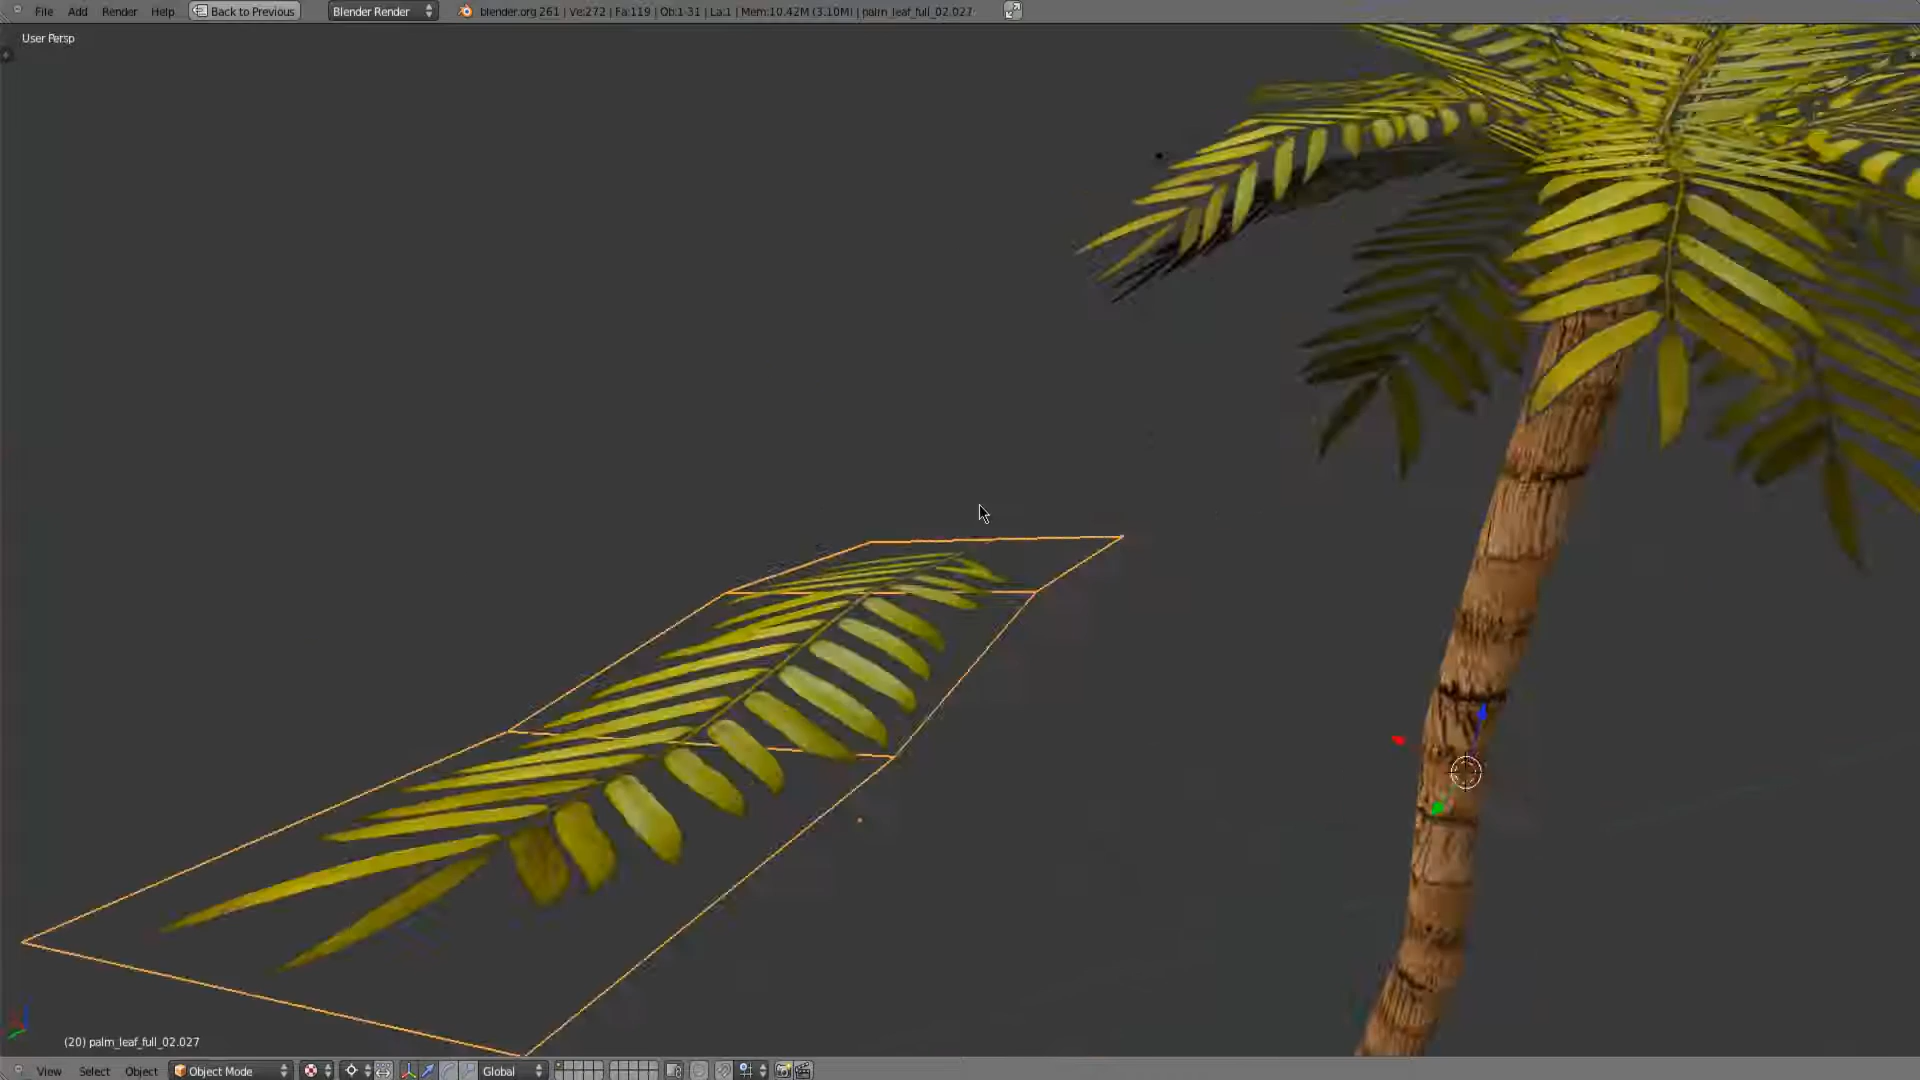 File Add Render Help Back to Previous Blender Render blender.org 261 | Ve:272 | Fa:119 | Ob:1-31 | La:1 | Mem:10.42M (3.10M) | palm_leaf_full_02.027
User Persp
(20) palm_leaf_full_02.027
View Select Object Object Mode Global